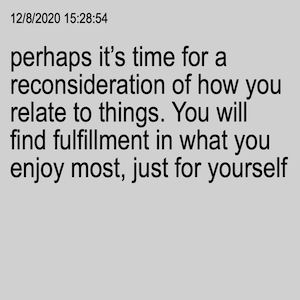 12/8/2020 15:28:54
perhaps it’s time for a
reconsideration of how you
relate to things. You will
find fulfillment in what you
enjoy most, just for yourself